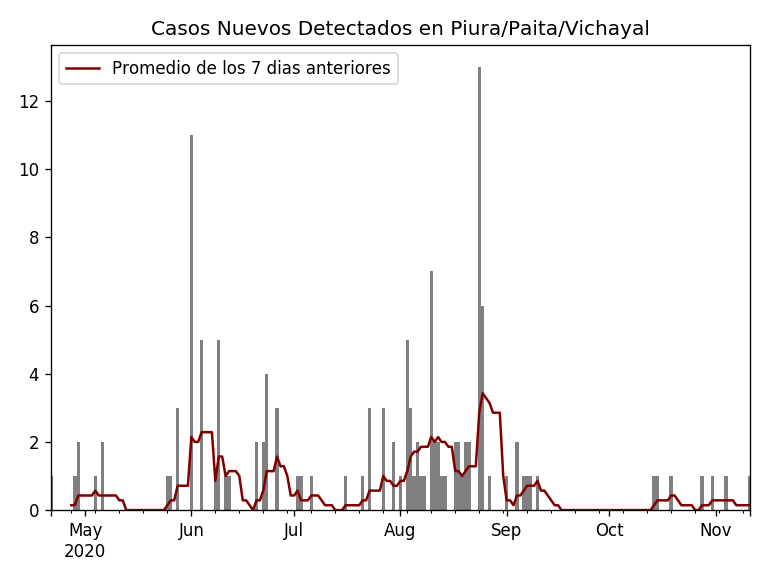 Casos Nuevos Detectados en Piura/Paita/Vichayal
Promedio de los 7 dias anteriores
12
10
8
6
4
2
0
May Jun Jul Aug Sep Oct Nov
2020